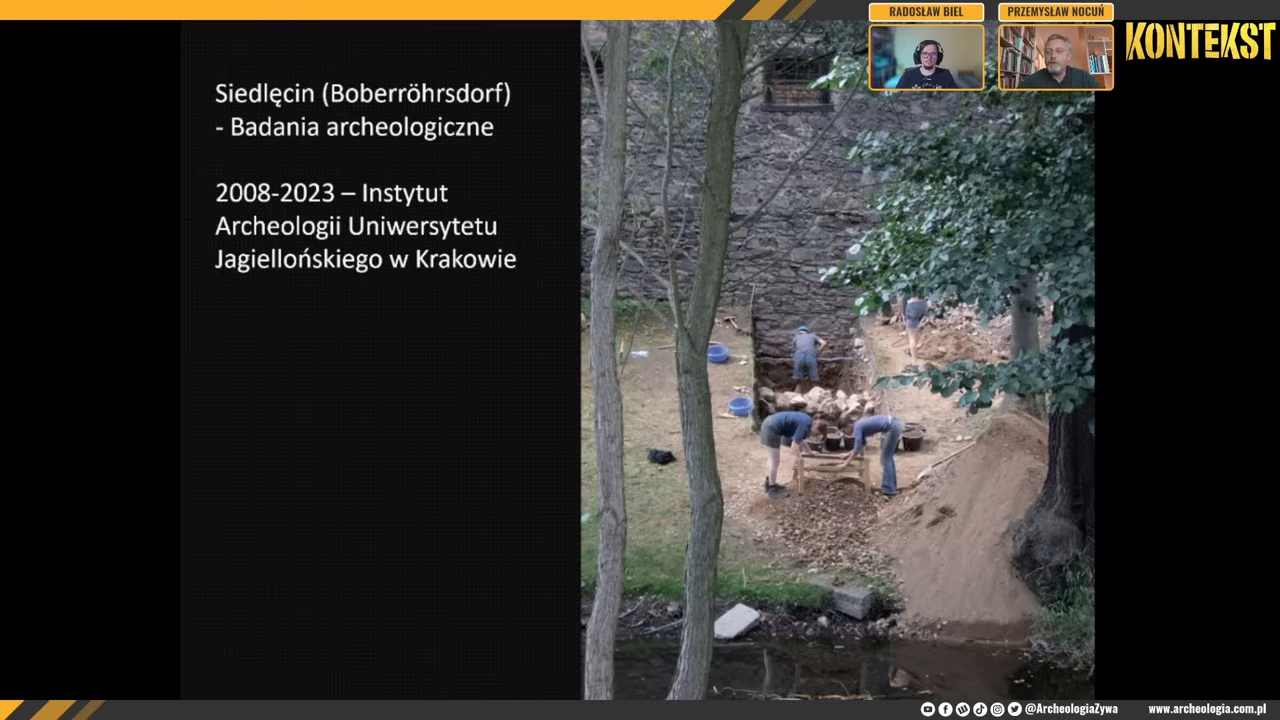 RADOSŁAW BIEL
PRZEMYSŁAW NOCUŃ
KONTEKST
Siedlęcin (Boberröhrsdorf)
- Badania archeologiczne
2008-2023 – Instytut
Archeologii Uniwersytetu
Jagiellońskiego w Krakowie
@ArcheologiaZywa
www.archeologia.com.pl